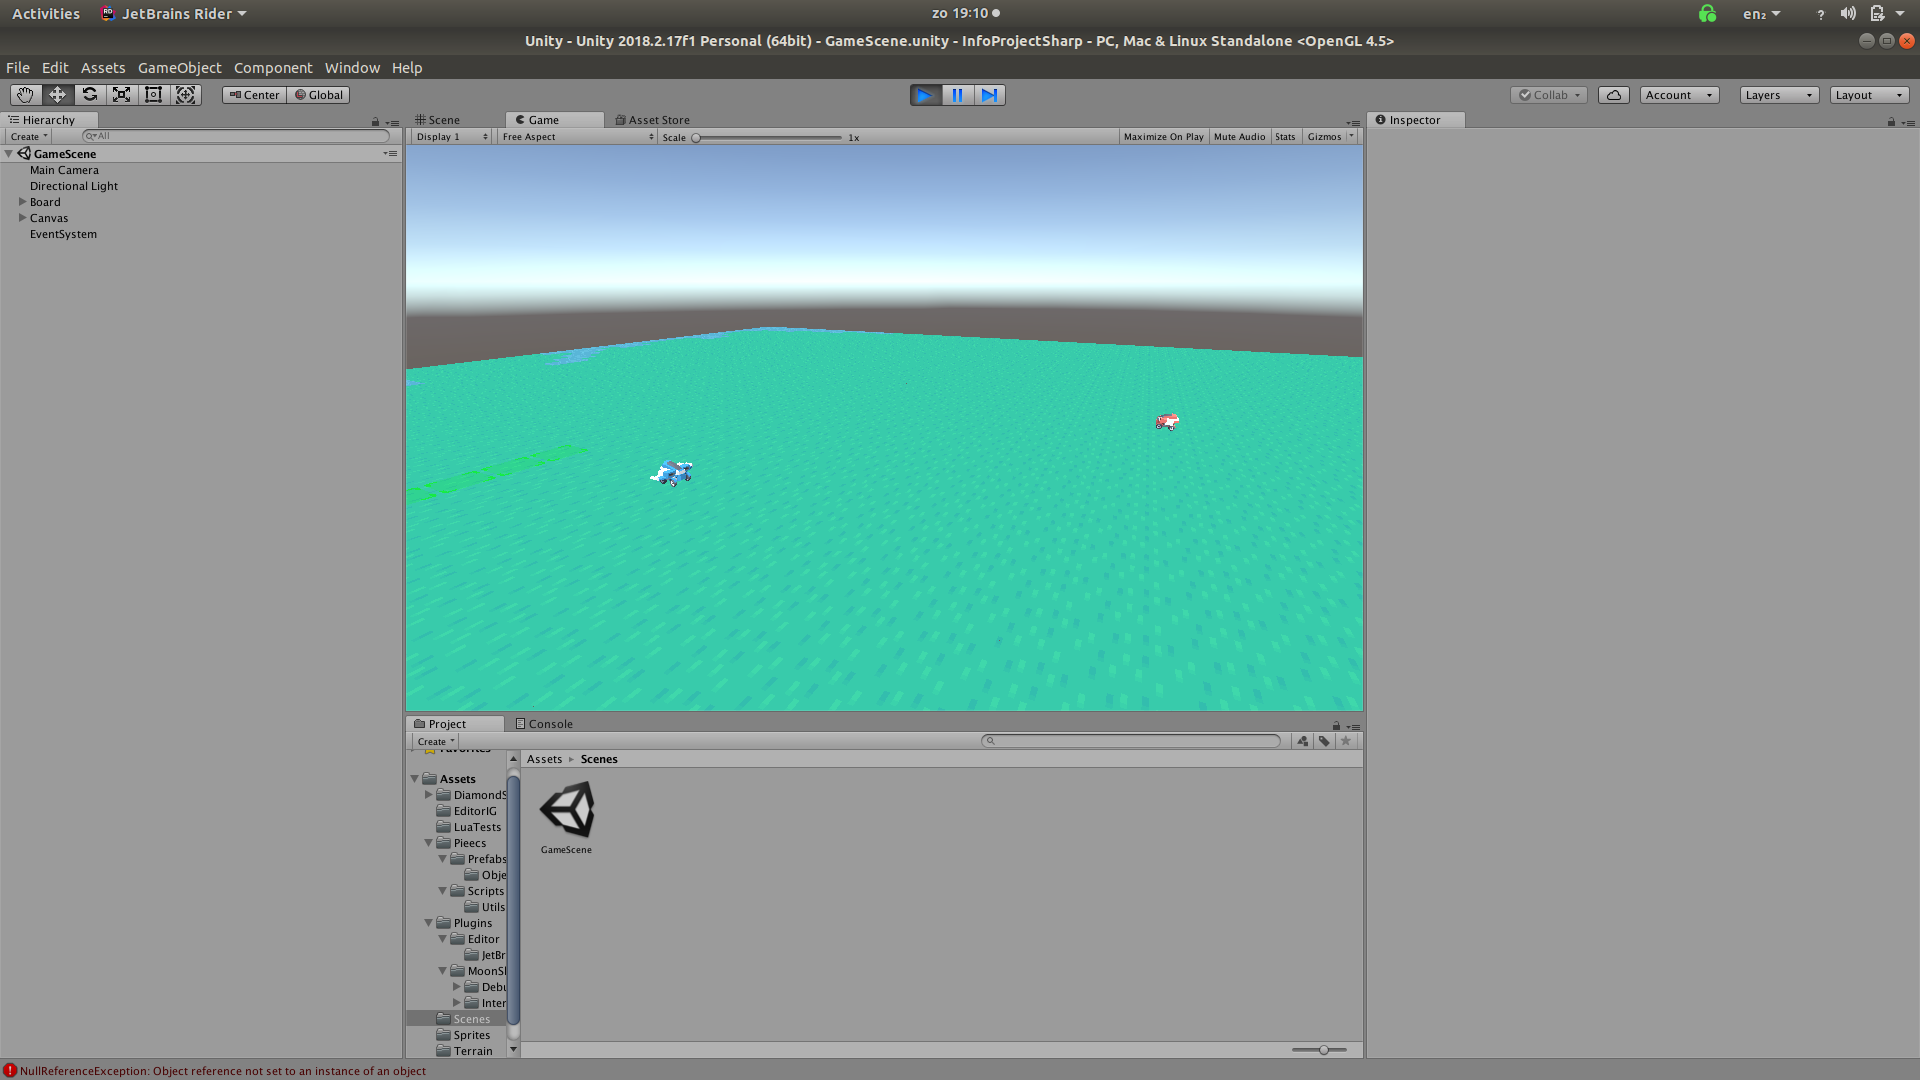 Activities JetBrains Rider zo 19:10 en₂ ?
Unity - Unity 2018.2.17f1 Personal (64bit) - GameScene.unity - InfoProjectSharp - PC, Mac & Linux Standalone <OpenGL 4.5>
File Edit Assets GameObject Component Window Help
Center Global Collab Account Layers Layout
Hierarchy Scene Game Asset Store Inspector
Create All Display 1 Free Aspect Scale 1x Maximize On Play Mute Audio Stats Gizmos
GameScene
Main Camera
Directional Light
Board
Canvas
EventSystem
Project Console
Create
Favorites
Assets ▸ Scenes
Assets
DiamondS
EditorIG
LuaTests
Pieecs
Prefabs
Obje
Scripts
Utils
Plugins
Editor
JetBr
MoonSh
Debu
Inter
Scenes
Sprites
Terrain
GameScene
NullReferenceException: Object reference not set to an instance of an object